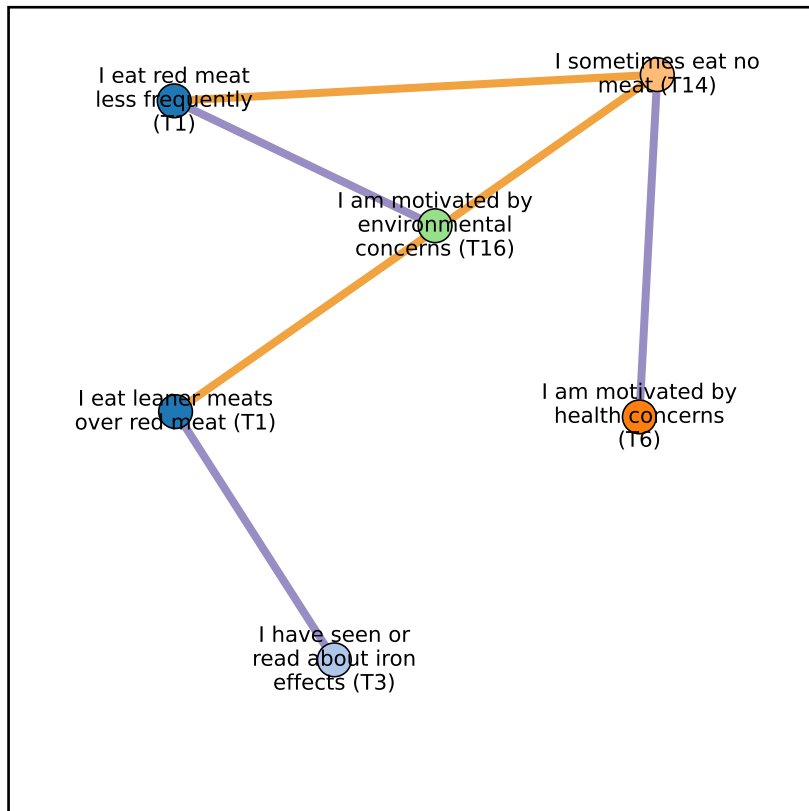 I eat red meat
less frequently
(T1)
I sometimes eat no
meat (T14)
I am motivated by
environmental
concerns (T16)
I eat leaner meats
over red meat (T1)
I am motivated by
health concerns
(T6)
I have seen or
read about iron
effects (T3)